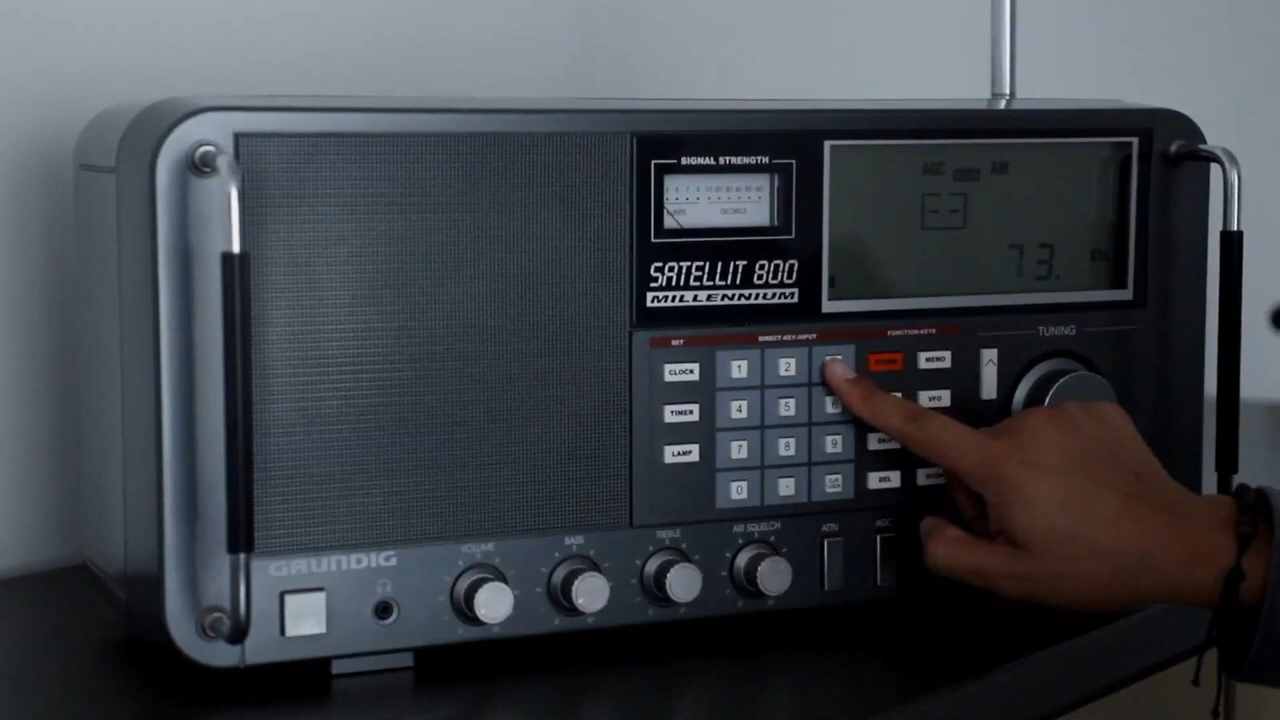 SIGNAL STRENGTH
SATELLIT 800
MILLENNIUM
AGC
73.
SET
DIRECT-KEY-INPUT
FUNCTION-KEYS
TUNING
CLOCK
1
2
MEMO
TIMER
4
5
6
VFO
LAMP
7
8
9
0
.
DEL
GRUNDIG
VOLUME
BASS
TREBLE
AIR SQUELCH
ATTN
AGC